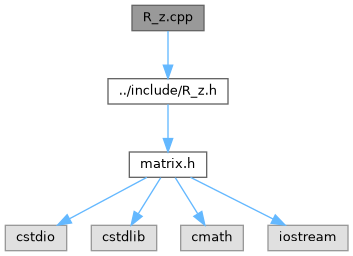 R_z.cpp
../include/R_z.h
matrix.h
cstdio
cstdlib
cmath
iostream